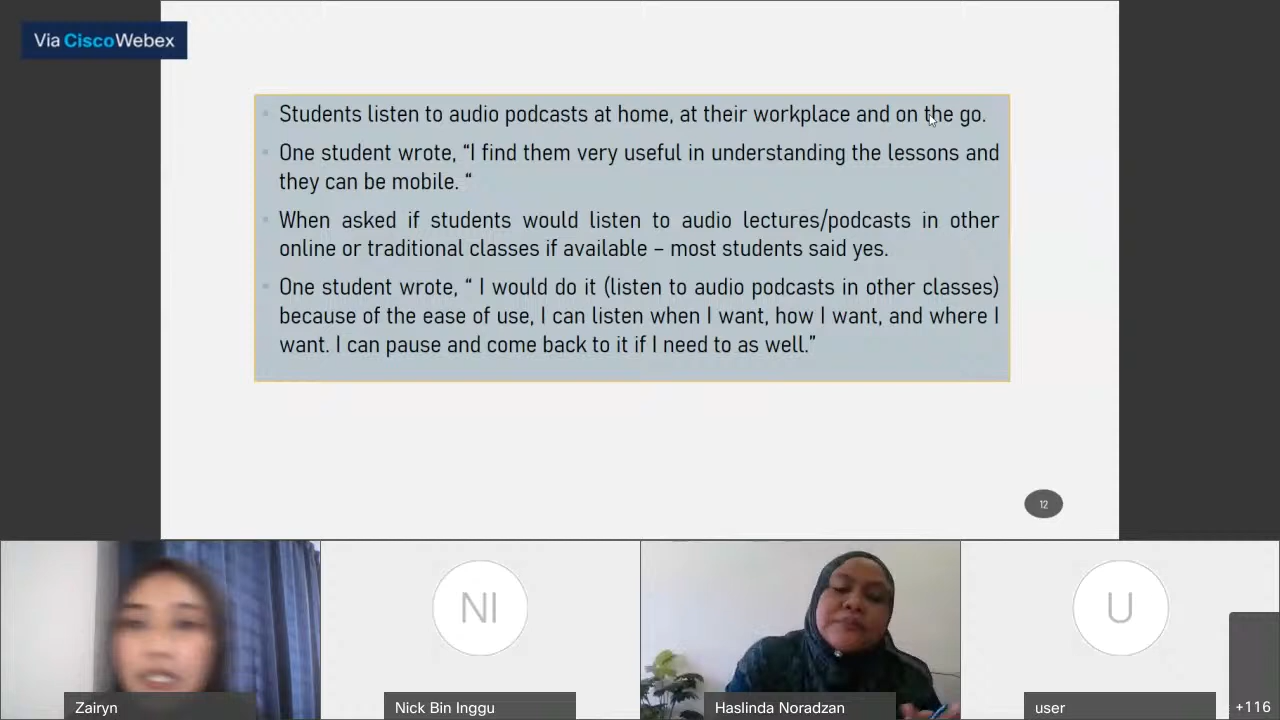 Via CiscoWebex
Students listen to audio podcasts at home, at their workplace and on the go.
One student wrote, “I find them very useful in understanding the lessons and
they can be mobile. “
When asked if students would listen to audio lectures/podcasts in other
online or traditional classes if available – most students said yes.
One student wrote, “ I would do it (listen to audio podcasts in other classes)
because of the ease of use, I can listen when I want, how I want, and where I
want. I can pause and come back to it if I need to as well.”
12
NI
U
Zairyn
Nick Bin Inggu
Haslinda Noradzan
user
+116